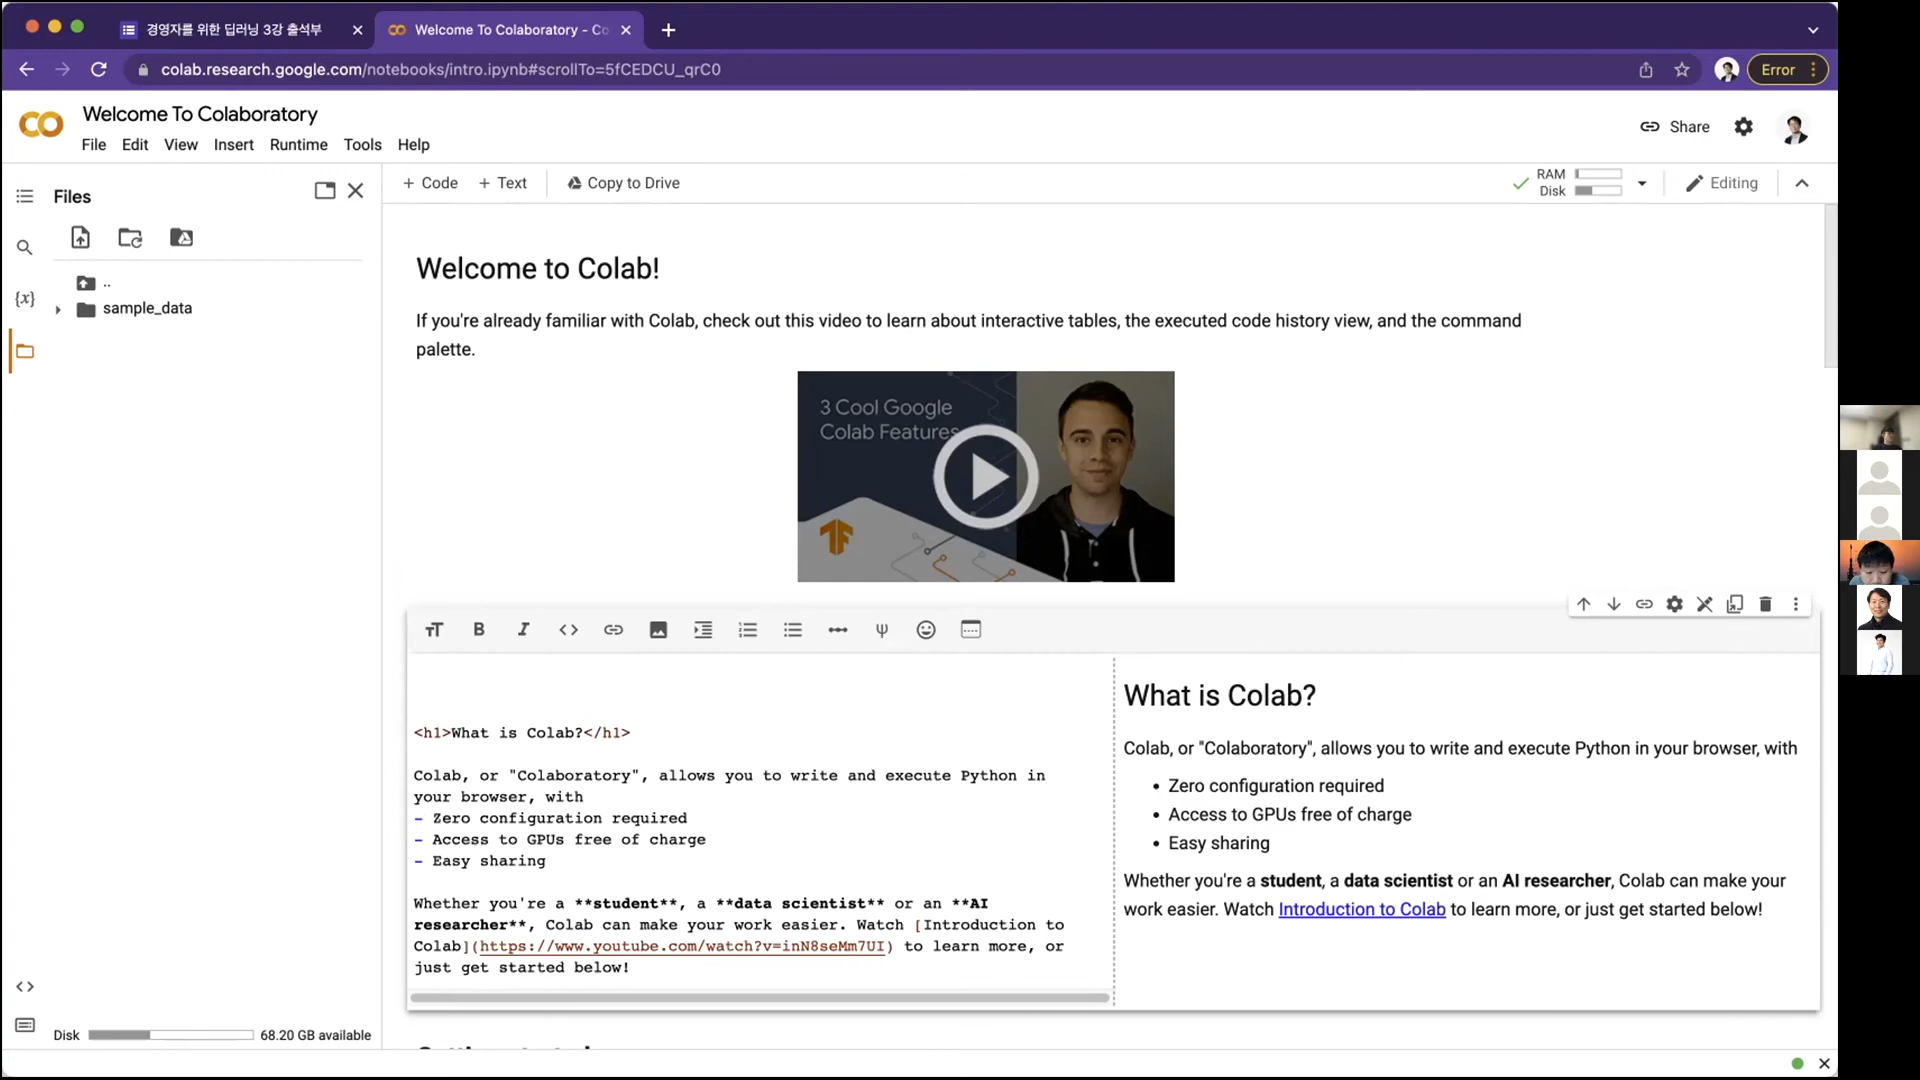 경영자를 위한 딥러닝 3강 출석부
Welcome To Colaboratory - Co
colab.research.google.com/notebooks/intro.ipynb#scrollTo=5fCEDCU_qrC0
Error
Welcome To Colaboratory
File Edit View Insert Runtime Tools Help
Share
Files
+ Code + Text Copy to Drive
RAM
Disk
Editing
..
sample_data
{x}
Welcome to Colab!
If you're already familiar with Colab, check out this video to learn about interactive tables, the executed code history view, and the command
palette.
3 Cool Google
Colab Features
<h1>What is Colab?</h1>
Colab, or "Colaboratory", allows you to write and execute Python in
your browser, with
- Zero configuration required
- Access to GPUs free of charge
- Easy sharing
Whether you're a **student**, a **data scientist** or an **AI
researcher**, Colab can make your work easier. Watch [Introduction to
Colab](https://www.youtube.com/watch?v=inN8seMm7UI) to learn more, or
just get started below!
What is Colab?
Colab, or "Colaboratory", allows you to write and execute Python in your browser, with
• Zero configuration required
• Access to GPUs free of charge
• Easy sharing
Whether you're a student, a data scientist or an AI researcher, Colab can make your
work easier. Watch Introduction to Colab to learn more, or just get started below!
Disk 68.20 GB available